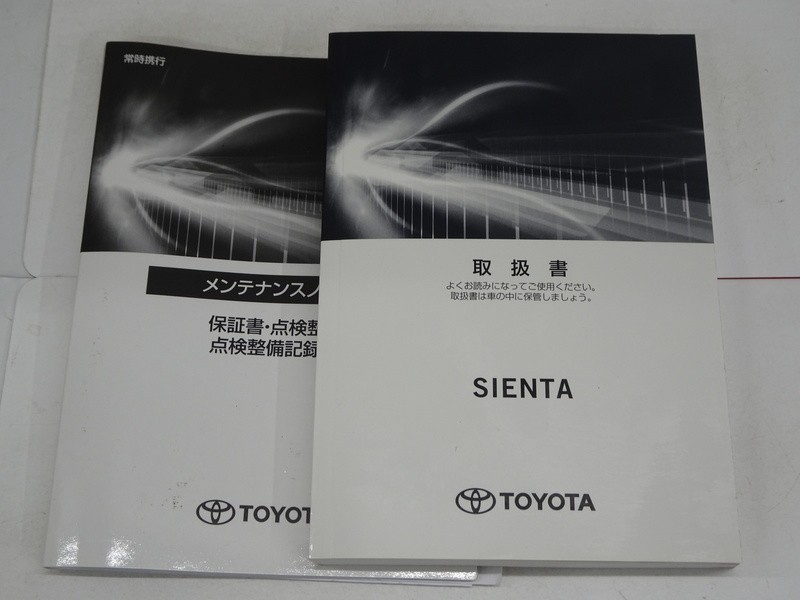 常時携行
メンテナンスノ
保証書・点検整
点検整備記録
TOYOT
取扱書
よくお読みになってご使用ください。
取扱書は車の中に保管しましょう。
SIENTA
TOYOTA